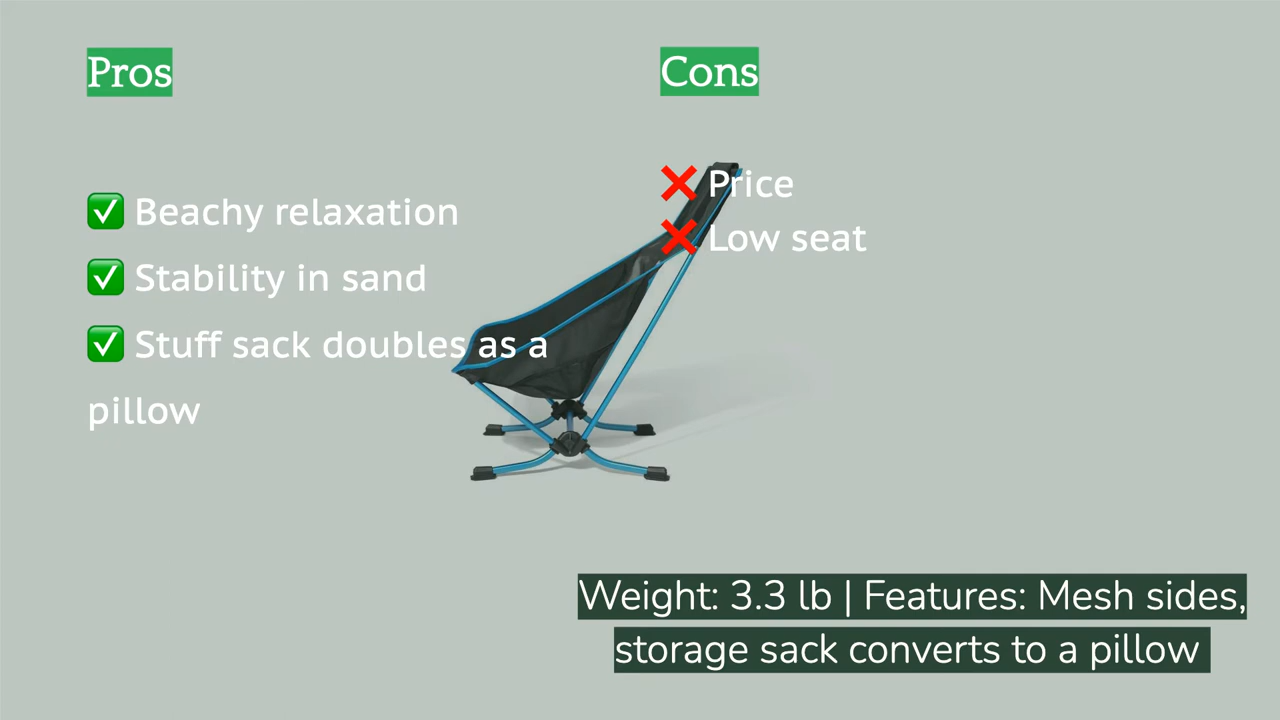 Pros
✅ Beachy relaxation
✅ Stability in sand
✅ Stuff sack doubles as a
pillow
Cons
❌ Price
❌ Low seat
Weight: 3.3 lb | Features: Mesh sides,
storage sack converts to a pillow